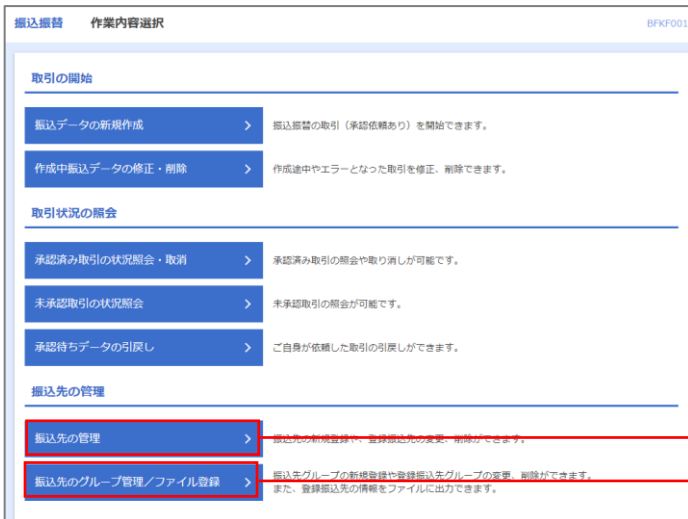 振込振替 作業内容選択 BFKF001
取引の開始
振込データの新規作成
振込振替の取引（承認依頼あり）を開始できます。
作成中振込データの修正・削除
作成途中やエラーとなった取引を修正、削除できます。
取引状況の照会
承認済み取引の状況照会・取消
承認済み取引の照会や取り消しが可能です。
未承認取引の状況照会
未承認取引の照会が可能です。
承認待ちデータの引戻し
ご自身が依頼した取引の引戻しができます。
振込先の管理
振込先の管理
振込先の新規登録や、登録振込先の変更、削除ができます。
振込先のグループ管理／ファイル登録
振込先グループの新規登録や登録振込先グループの変更、削除ができます。
また、登録振込先の情報をファイルに出力できます。